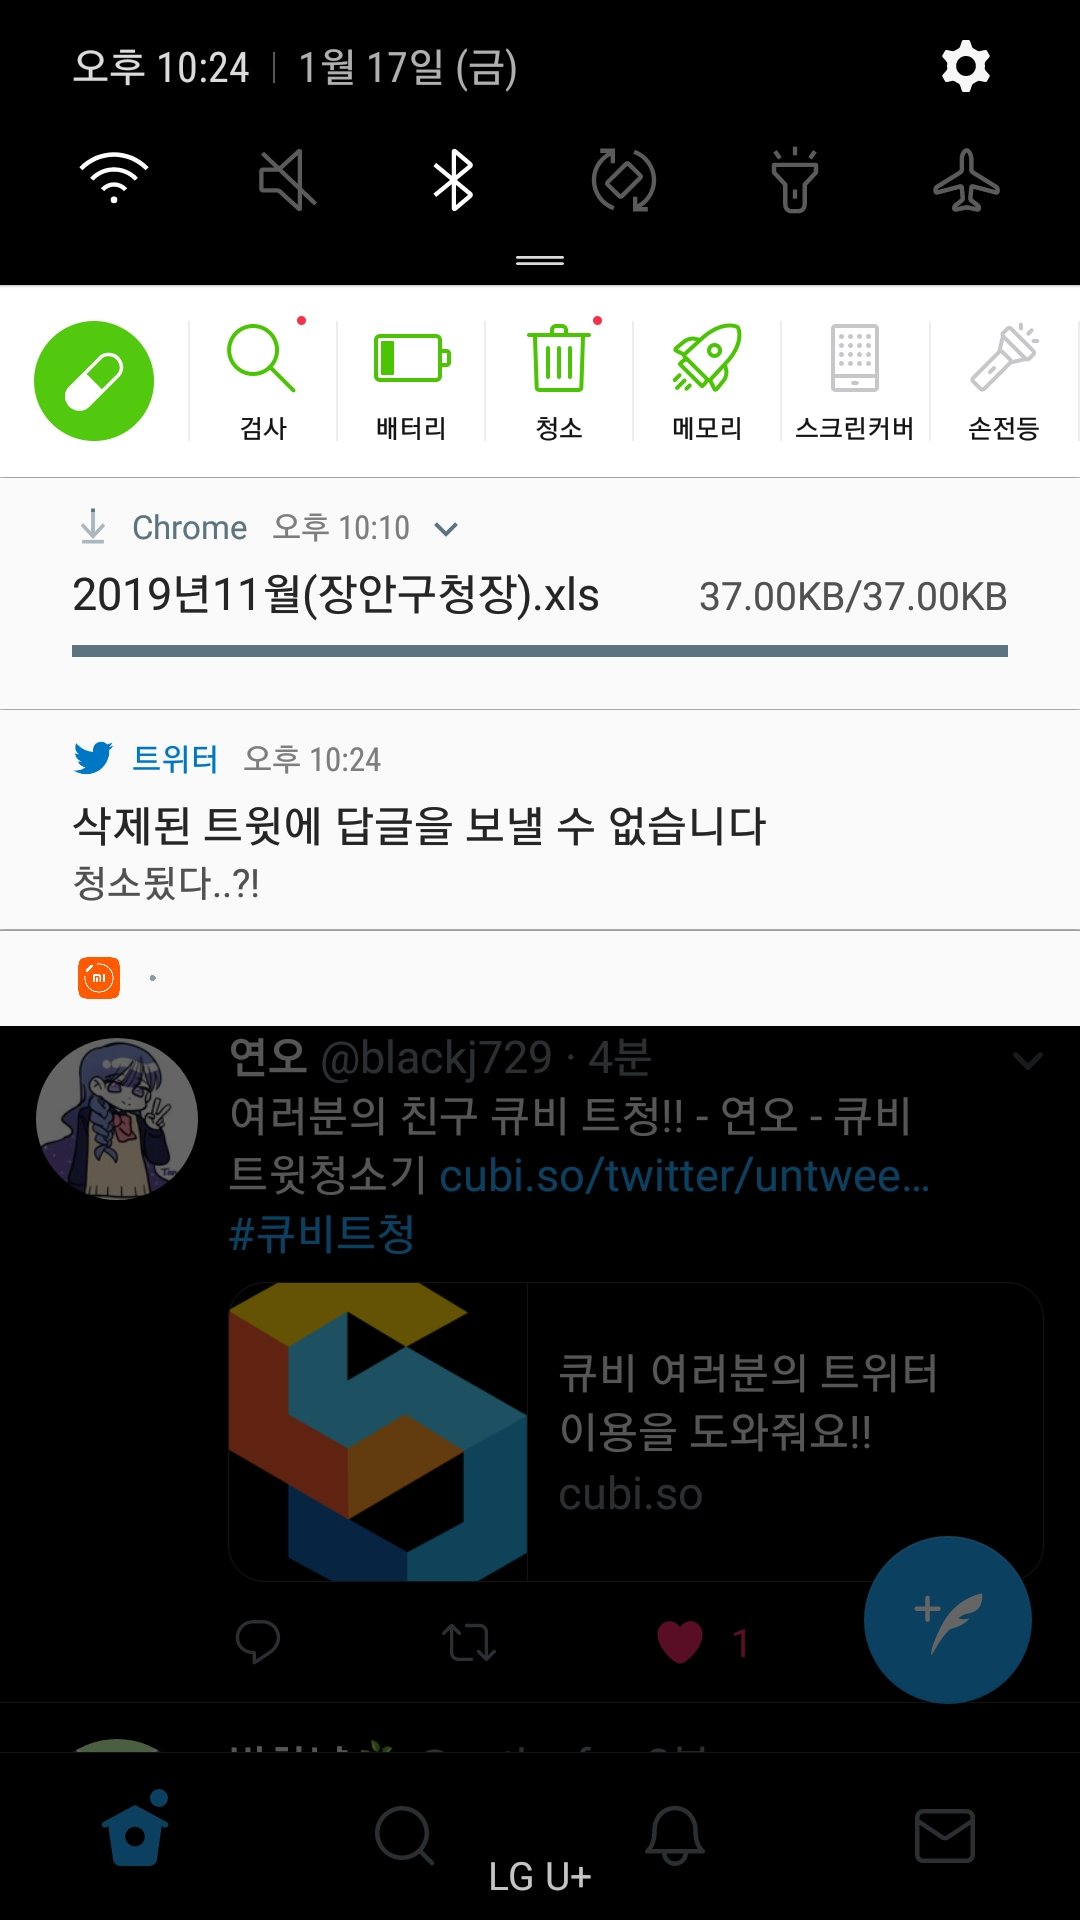 오후 10:24 | 1월 17일 (금)
검사
배터리
청소
메모리
스크린커버
손전등
Chrome 오후 10:10
2019년11월(장안구청장).xls 37.00KB/37.00KB
트위터 오후 10:24
삭제된 트윗에 답글을 보낼 수 없습니다
청소됬다..?!
연오 @blackj729 · 4분
여러분의 친구 큐비 트청!! - 연오 - 큐비
트윗청소기 cubi.so/twitter/untwee…
#큐비트청
큐비 여러분의 트위터
이용을 도와줘요!!
cubi.so
1
LG U+